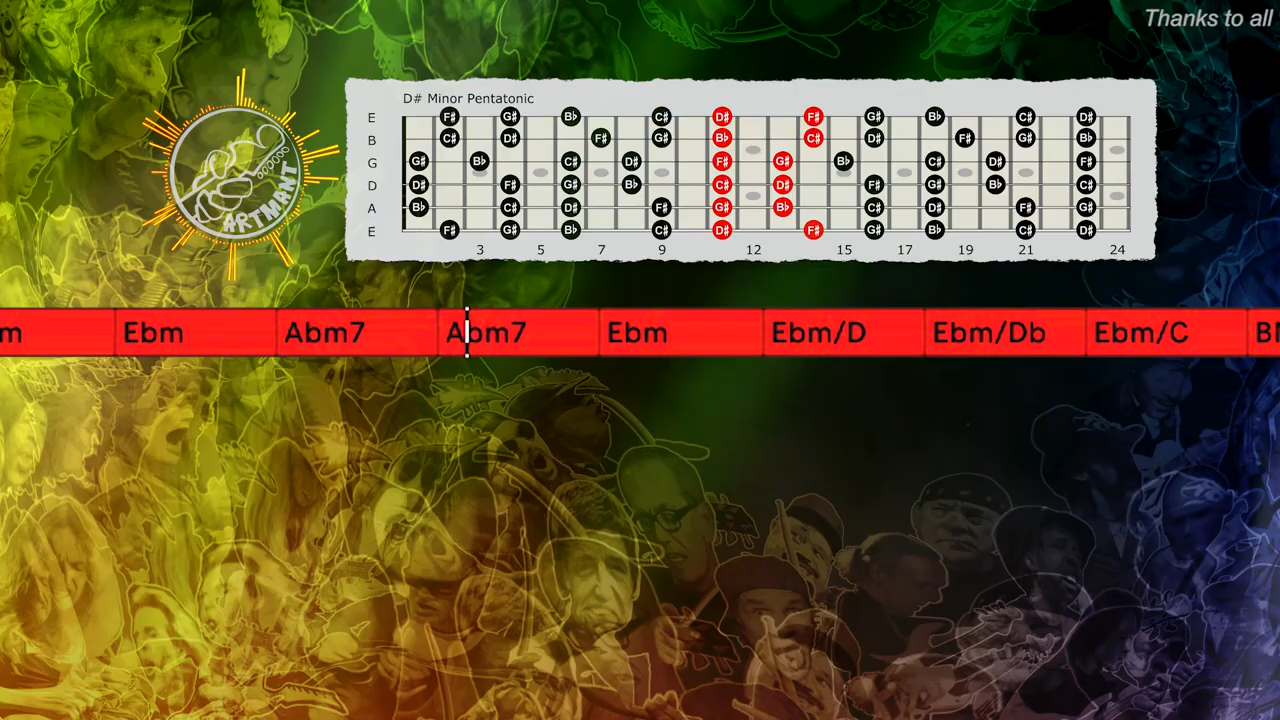 Thanks to all
ARTMANT
D# Minor Pentatonic
E F# G# B♭ C# D# F# G# B♭ C# D#
B C# D# F# G# B♭ C# D# F# G# B♭
G G# B♭ C# D# F# G# B♭ C# D# F#
D D# F# G# B♭ C# D# F# G# B♭ C#
A B♭ C# D# F# G# B♭ C# D# F# G#
E F# G# B♭ C# D# F# G# B♭ C# D#
3 5 7 9 12 15 17 19 21 24
m Ebm Abm7 Abm7 Ebm Ebm/D Ebm/Db Ebm/C